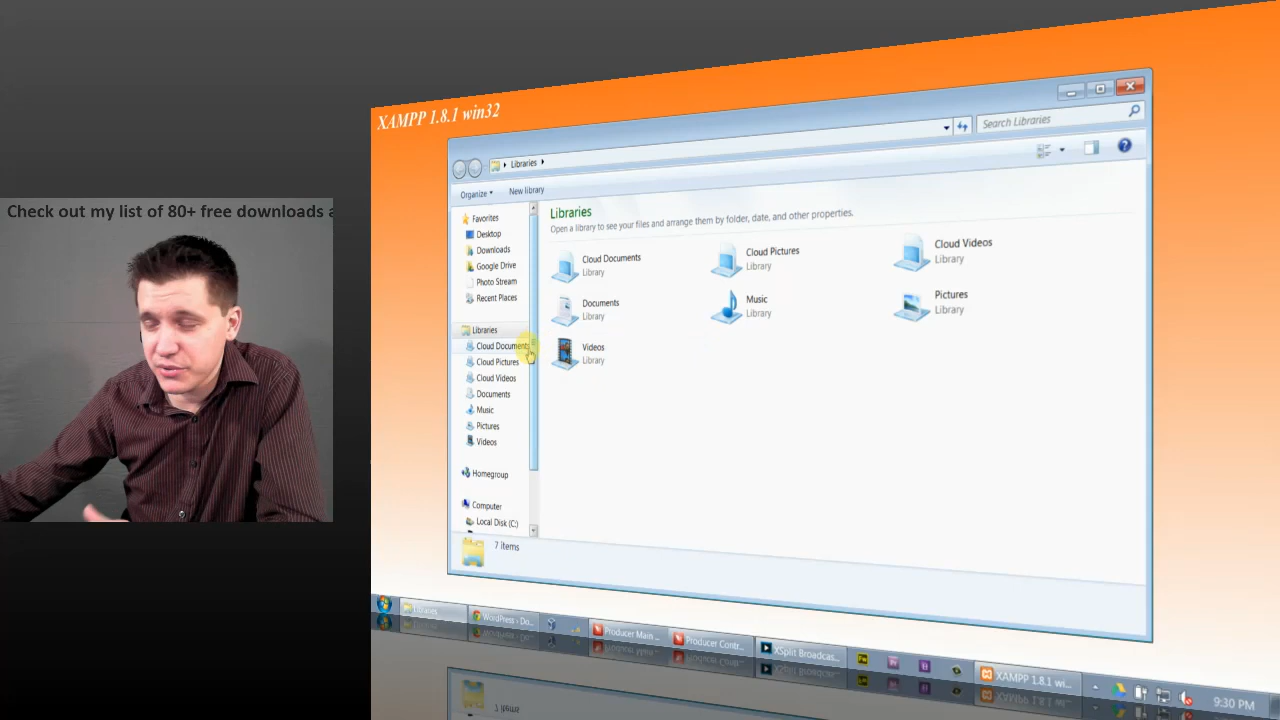 XAMPP 1.8.1 win32
Check out my list of 80+ free downloads a
Libraries
Search Libraries
Organize
New library
Favorites
Desktop
Downloads
Google Drive
Photo Stream
Recent Places
Libraries
Cloud Documents
Cloud Pictures
Cloud Videos
Documents
Music
Pictures
Videos
Homegroup
Computer
Local Disk (C:)
Libraries
Open a library to see your files and arrange them by folder, date, and other properties.
Cloud Documents
Library
Cloud Pictures
Library
Cloud Videos
Library
Documents
Library
Music
Library
Pictures
Library
Videos
Library
7 items
Libraries
WordPress › Do...
Producer Main ...
Producer Contr...
XSplit Broadcas...
XAMPP 1.8.1 wi...
9:30 PM